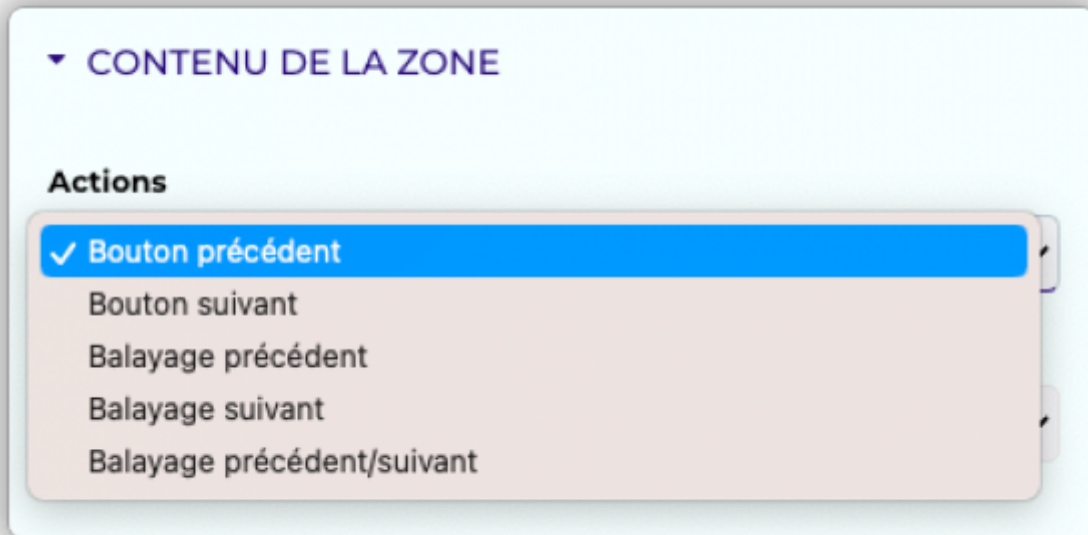 CONTENU DE LA ZONE
Actions
Bouton précédent
Bouton suivant
Balayage précédent
Balayage suivant
Balayage précédent/suivant